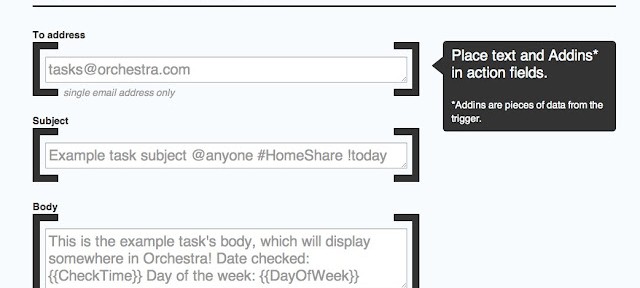 To address
tasks@orchestra.com
single email address only
Place text and Addins*
in action fields.
*Addins are pieces of data from the
trigger.
Subject
Example task subject @anyone #HomeShare !today
Body
This is the example task's body, which will display
somewhere in Orchestra! Date checked:
{{CheckTime}} Day of the week: {{DayOfWeek}}